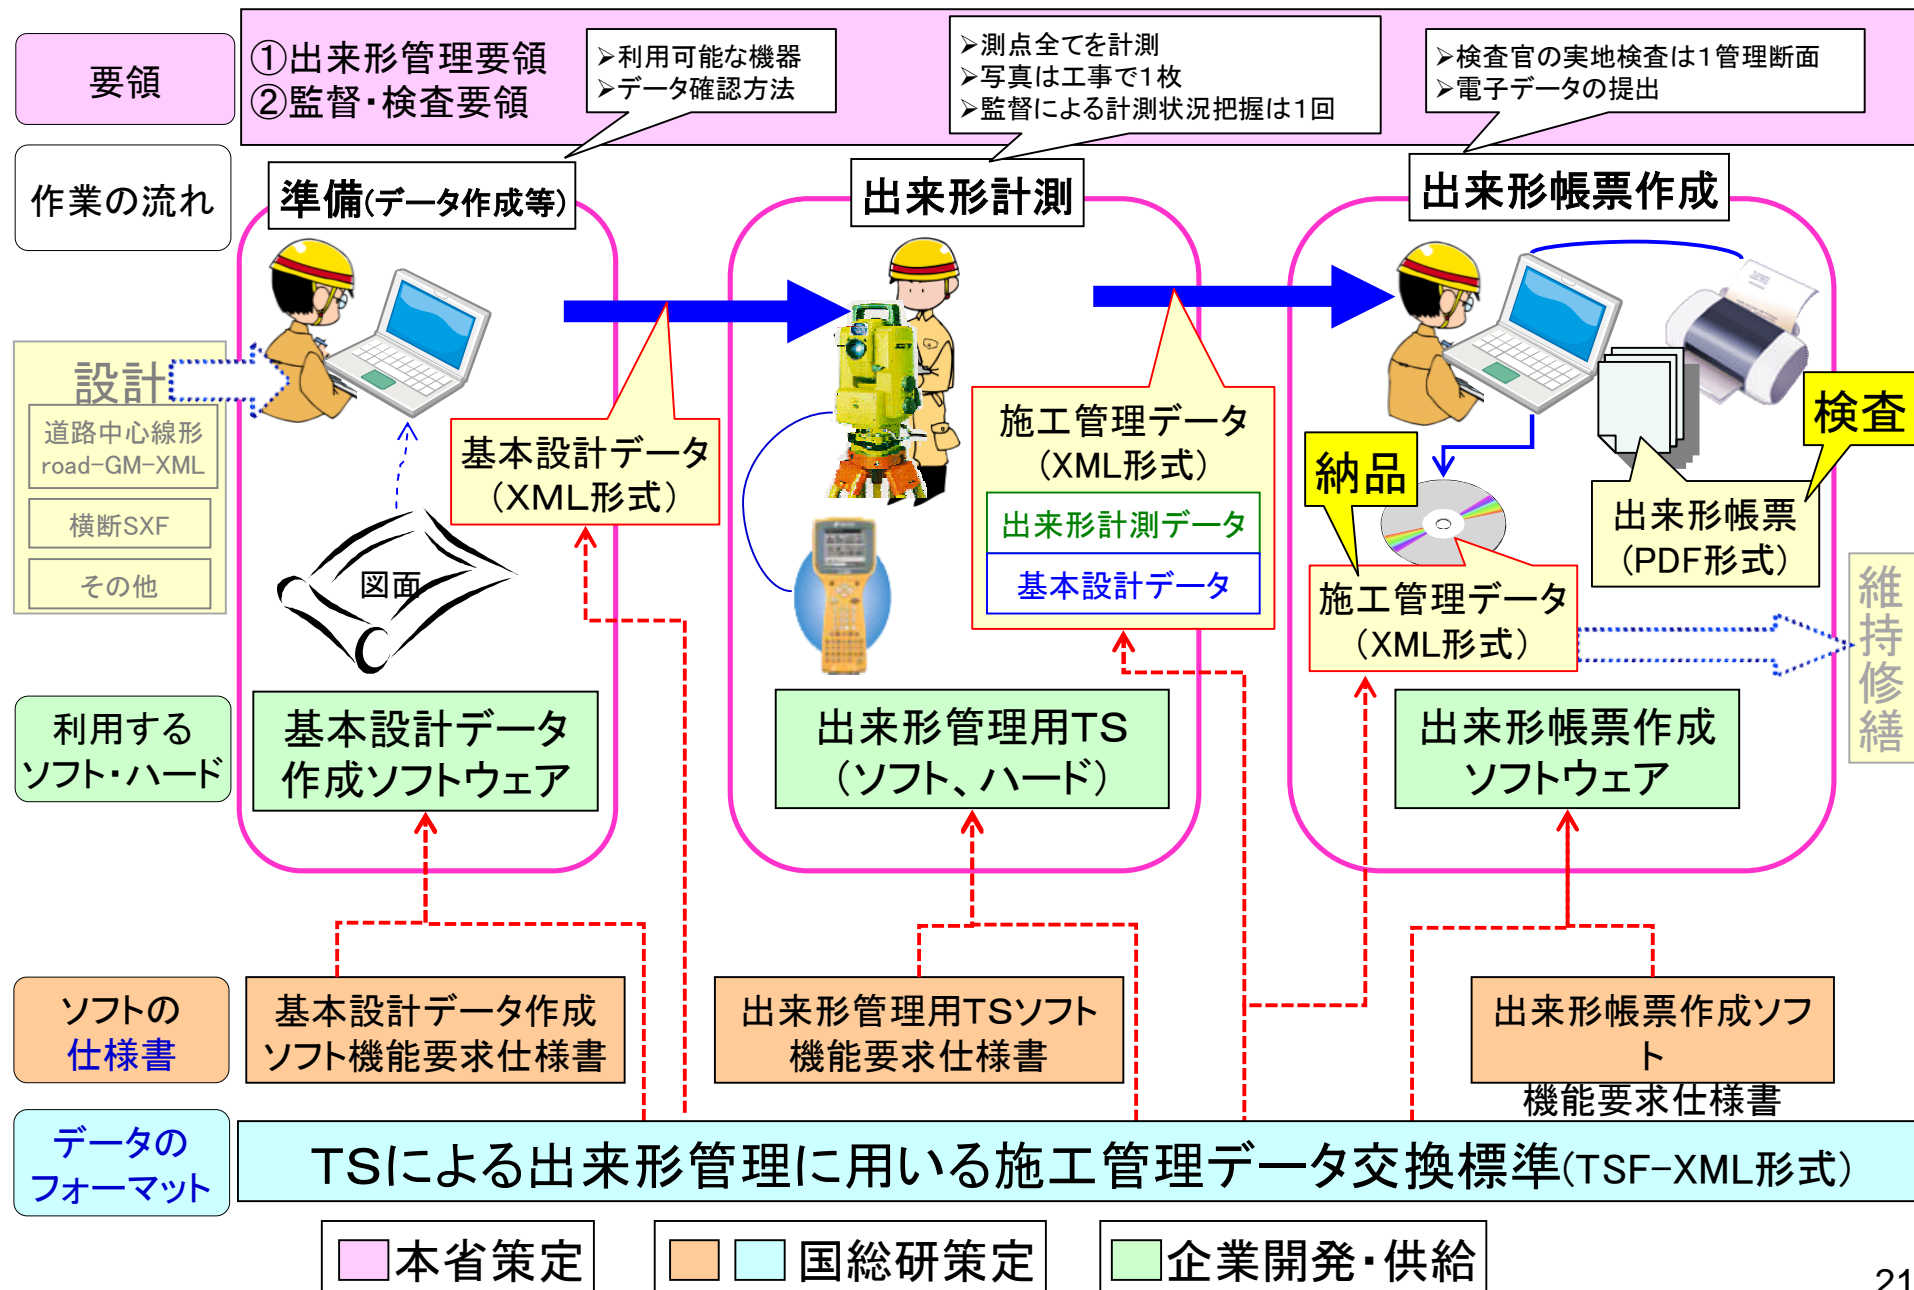 要領
①出来形管理要領
②監督・検査要領
➢利用可能な機器
➢データ確認方法
➢測点全てを計測
➢写真は工事で1枚
➢監督による計測状況把握は1回
➢検査官の実地検査は1管理断面
➢電子データの提出
作業の流れ
準備(データ作成等)
出来形計測
出来形帳票作成
設計
道路中心線形
road-GM-XML
横断SXF
その他
図面
基本設計データ
(XML形式)
施工管理データ
(XML形式)
出来形計測データ
基本設計データ
納品
検査
出来形帳票
(PDF形式)
施工管理データ
(XML形式)
維持修繕
利用する
ソフト・ハード
基本設計データ
作成ソフトウェア
出来形管理用TS
(ソフト、ハード)
出来形帳票作成
ソフトウェア
ソフトの
仕様書
基本設計データ作成
ソフト機能要求仕様書
出来形管理用TSソフト
機能要求仕様書
出来形帳票作成ソフ
ト
機能要求仕様書
データの
フォーマット
TSによる出来形管理に用いる施工管理データ交換標準(TSF-XML形式)
本省策定
国総研策定
企業開発・供給
21